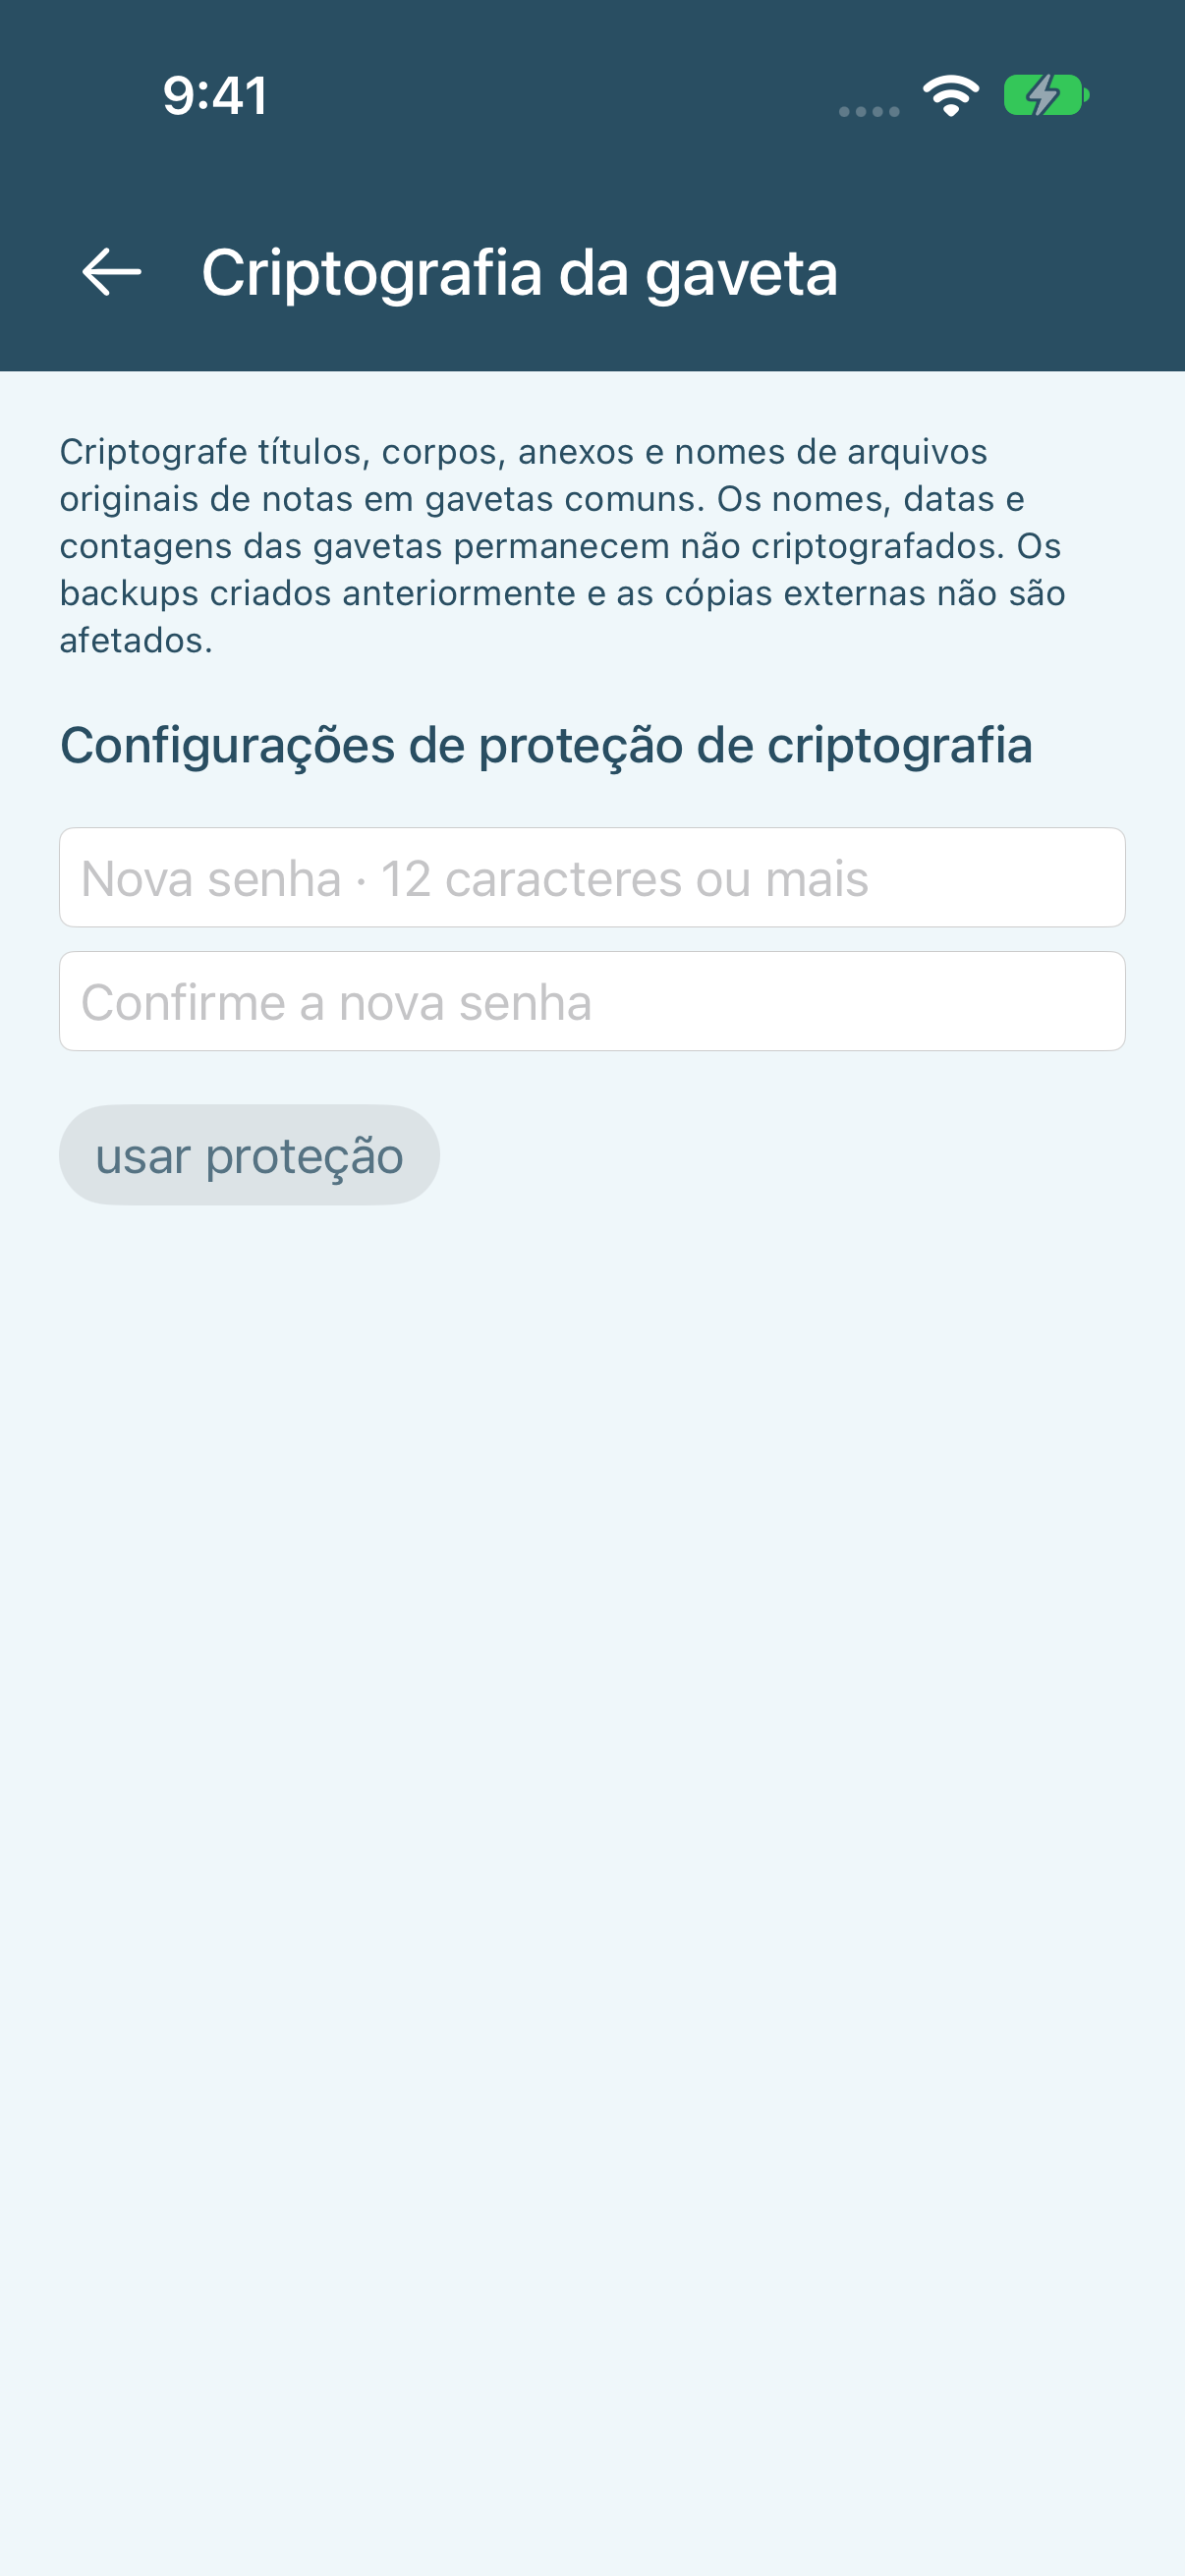 9:41
Criptografia da gaveta
Criptografe títulos, corpos, anexos e nomes de arquivos
originais de notas em gavetas comuns. Os nomes, datas e
contagens das gavetas permanecem não criptografados. Os
backups criados anteriormente e as cópias externas não são
afetados.
Configurações de proteção de criptografia
Nova senha · 12 caracteres ou mais
Confirme a nova senha
usar proteção